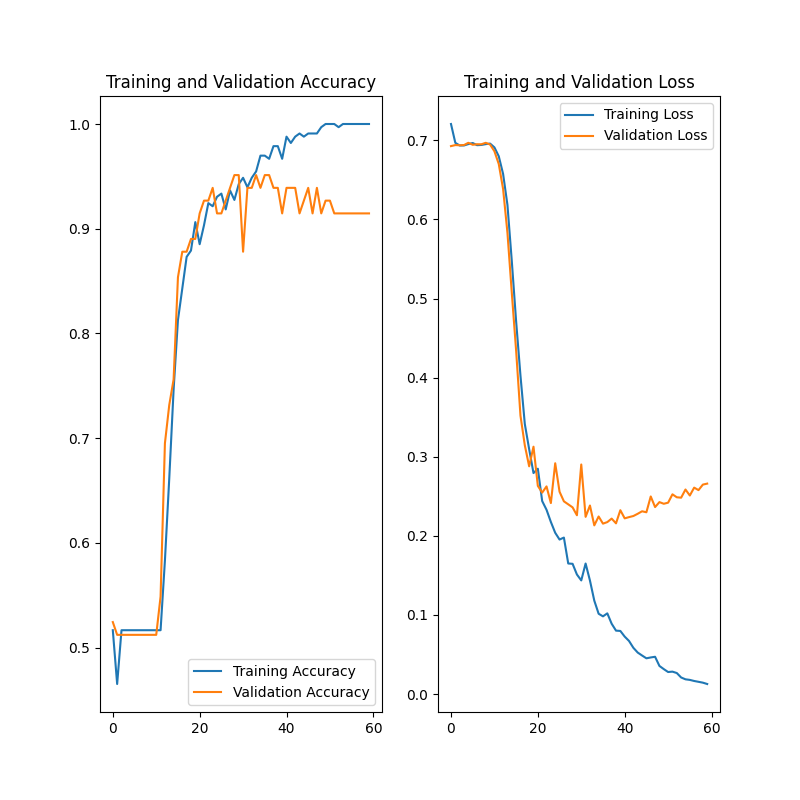 Training and Validation Accuracy
1.0
0.9
0.8
0.7
0.6
0.5
0 20 40 60
Training Accuracy
Validation Accuracy
Training and Validation Loss
0.7
0.6
0.5
0.4
0.3
0.2
0.1
0.0
0 20 40 60
Training Loss
Validation Loss